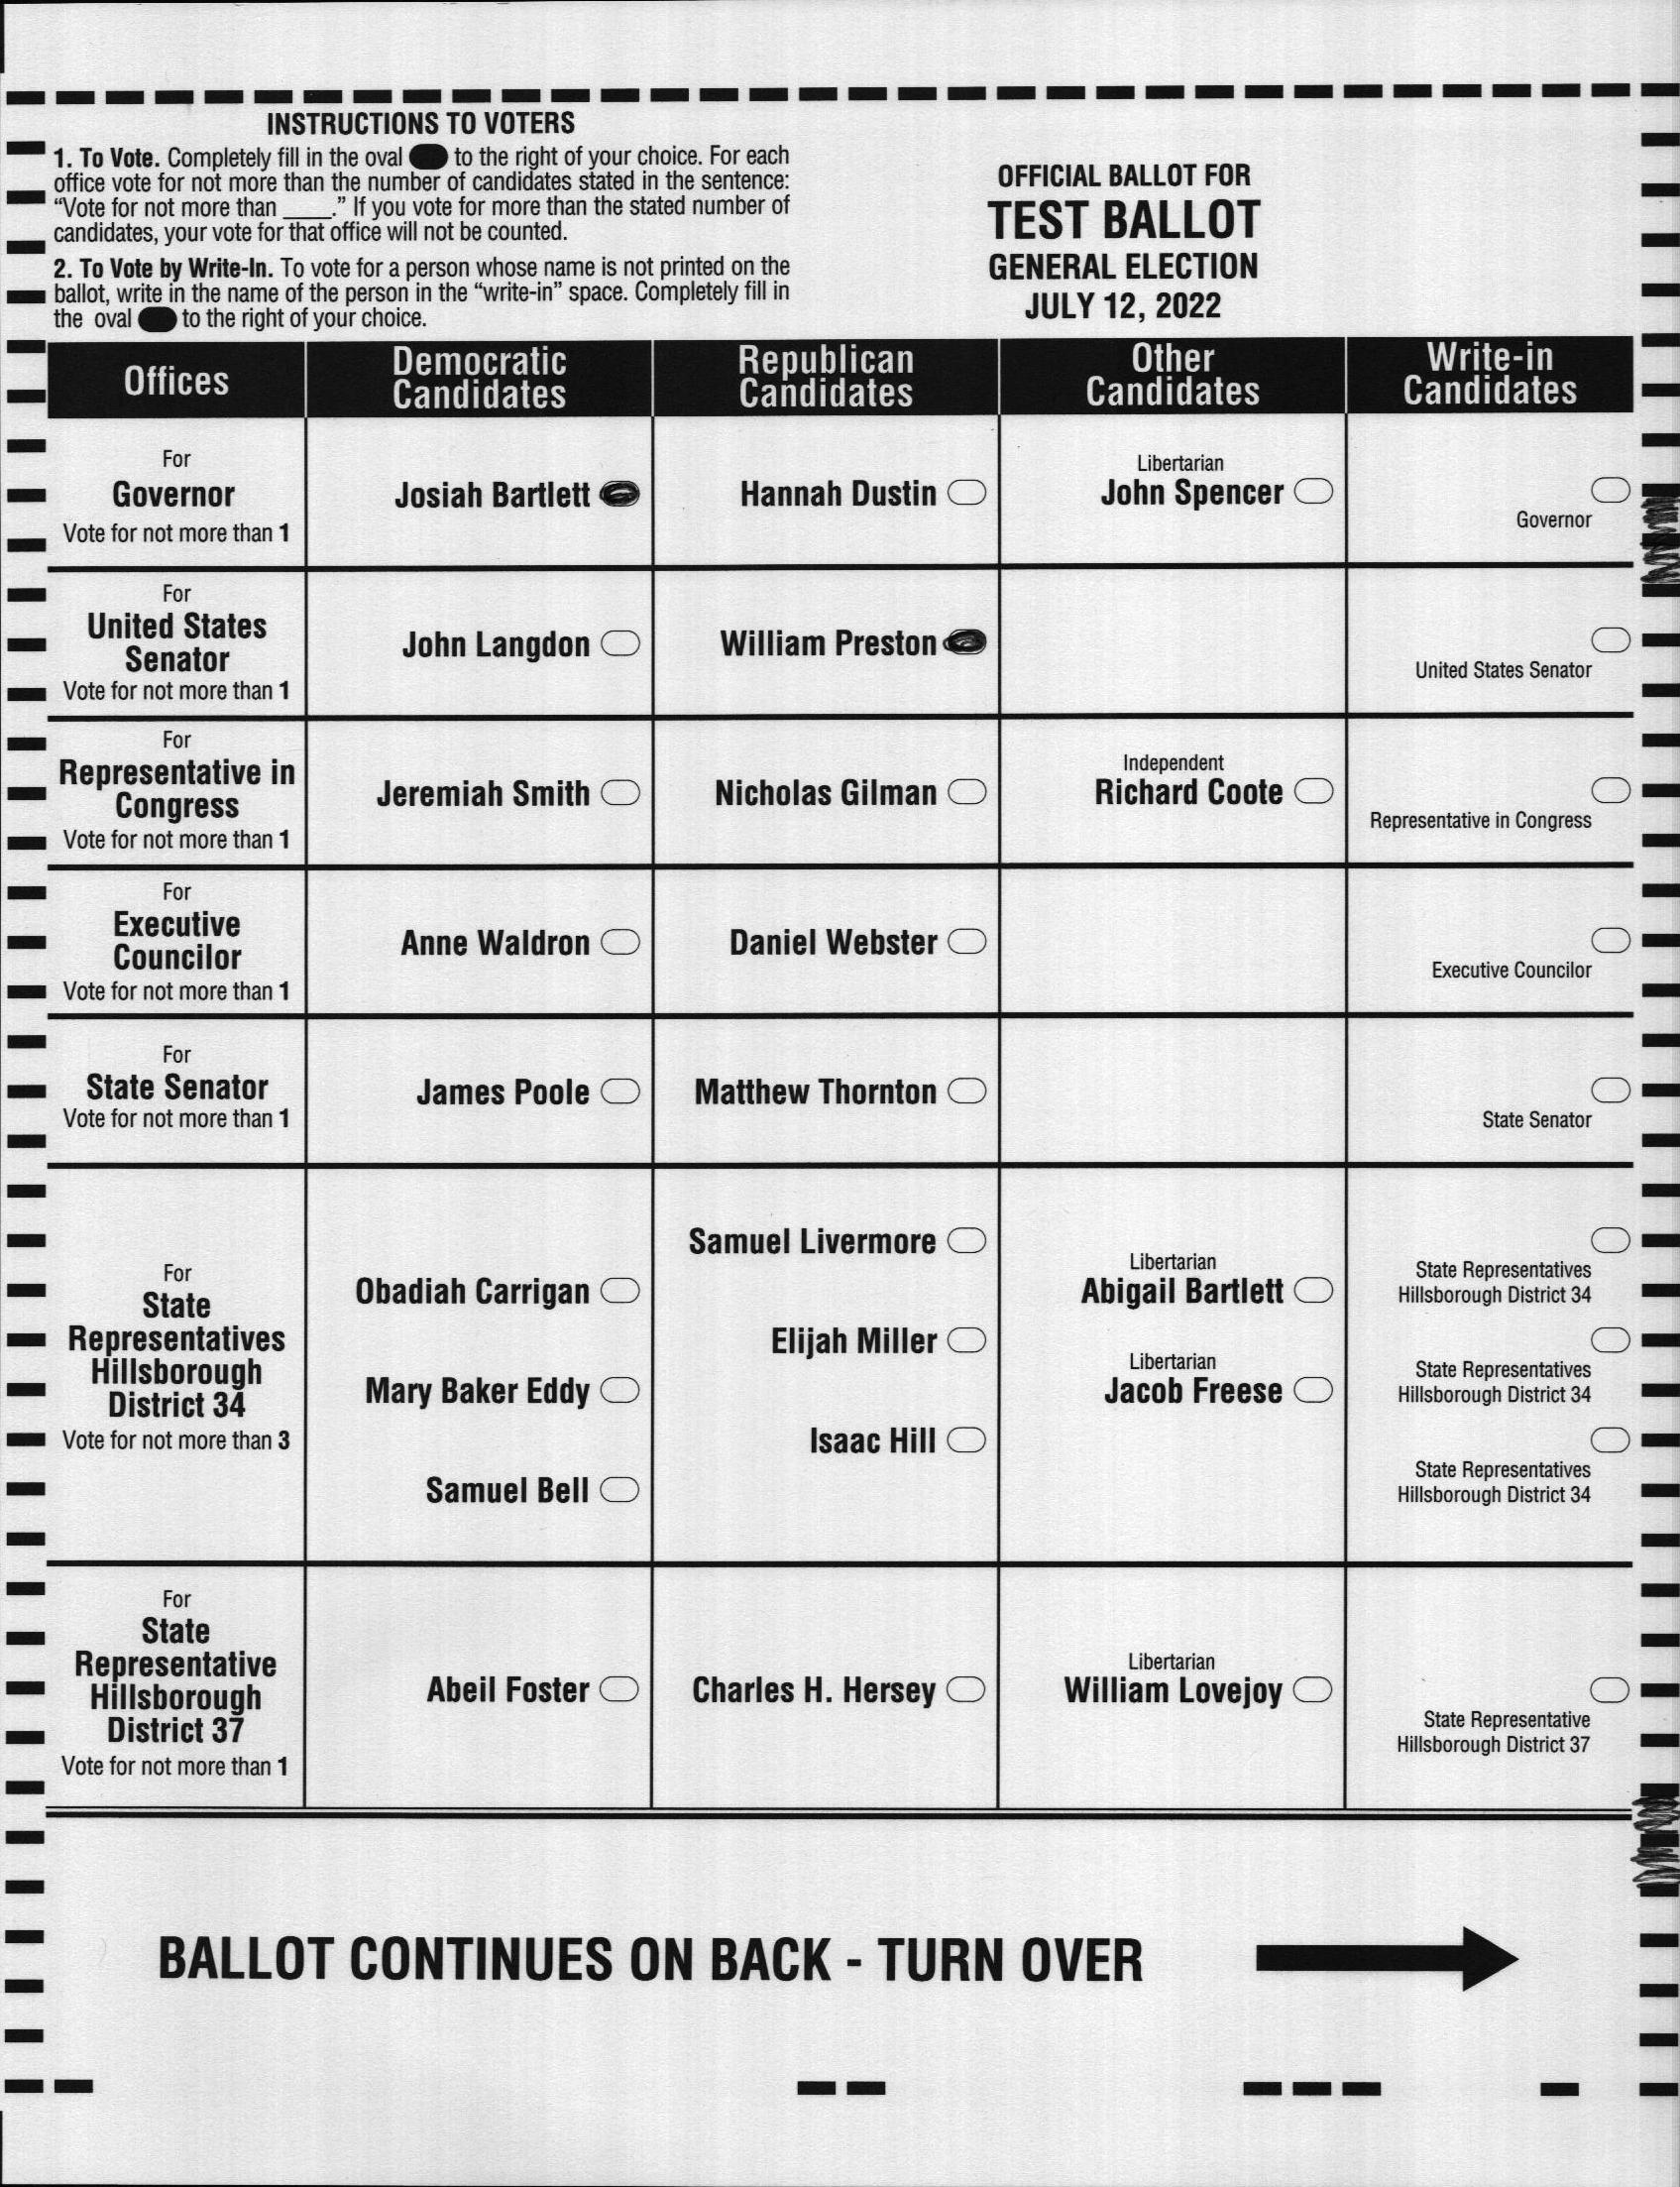 INSTRUCTIONS TO VOTERS
1. To Vote. Completely fill in the oval to the right of your choice. For each
office vote for not more than the number of candidates stated in the sentence:
“Vote for not more than ____.” If you vote for more than the stated number of
candidates, your vote for that office will not be counted.
2. To Vote by Write-In. To vote for a person whose name is not printed on the
ballot, write in the name of the person in the “write-in” space. Completely fill in
the oval to the right of your choice.
OFFICIAL BALLOT FOR
TEST BALLOT
GENERAL ELECTION
JULY 12, 2022
Offices
Democratic
Candidates
Republican
Candidates
Other
Candidates
Write-in
Candidates
For
Governor
Vote for not more than 1
Josiah Bartlett
Hannah Dustin
Libertarian
John Spencer
Governor
For
United States
Senator
Vote for not more than 1
John Langdon
William Preston
United States Senator
For
Representative in
Congress
Vote for not more than 1
Jeremiah Smith
Nicholas Gilman
Independent
Richard Coote
Representative in Congress
For
Executive
Councilor
Vote for not more than 1
Anne Waldron
Daniel Webster
Executive Councilor
For
State Senator
Vote for not more than 1
James Poole
Matthew Thornton
State Senator
For
State
Representatives
Hillsborough
District 34
Vote for not more than 3
Obadiah Carrigan
Mary Baker Eddy
Samuel Bell
Samuel Livermore
Elijah Miller
Isaac Hill
Libertarian
Abigail Bartlett
Libertarian
Jacob Freese
State Representatives
Hillsborough District 34
State Representatives
Hillsborough District 34
State Representatives
Hillsborough District 34
For
State
Representative
Hillsborough
District 37
Vote for not more than 1
Abeil Foster
Charles H. Hersey
Libertarian
William Lovejoy
State Representative
Hillsborough District 37
BALLOT CONTINUES ON BACK - TURN OVER